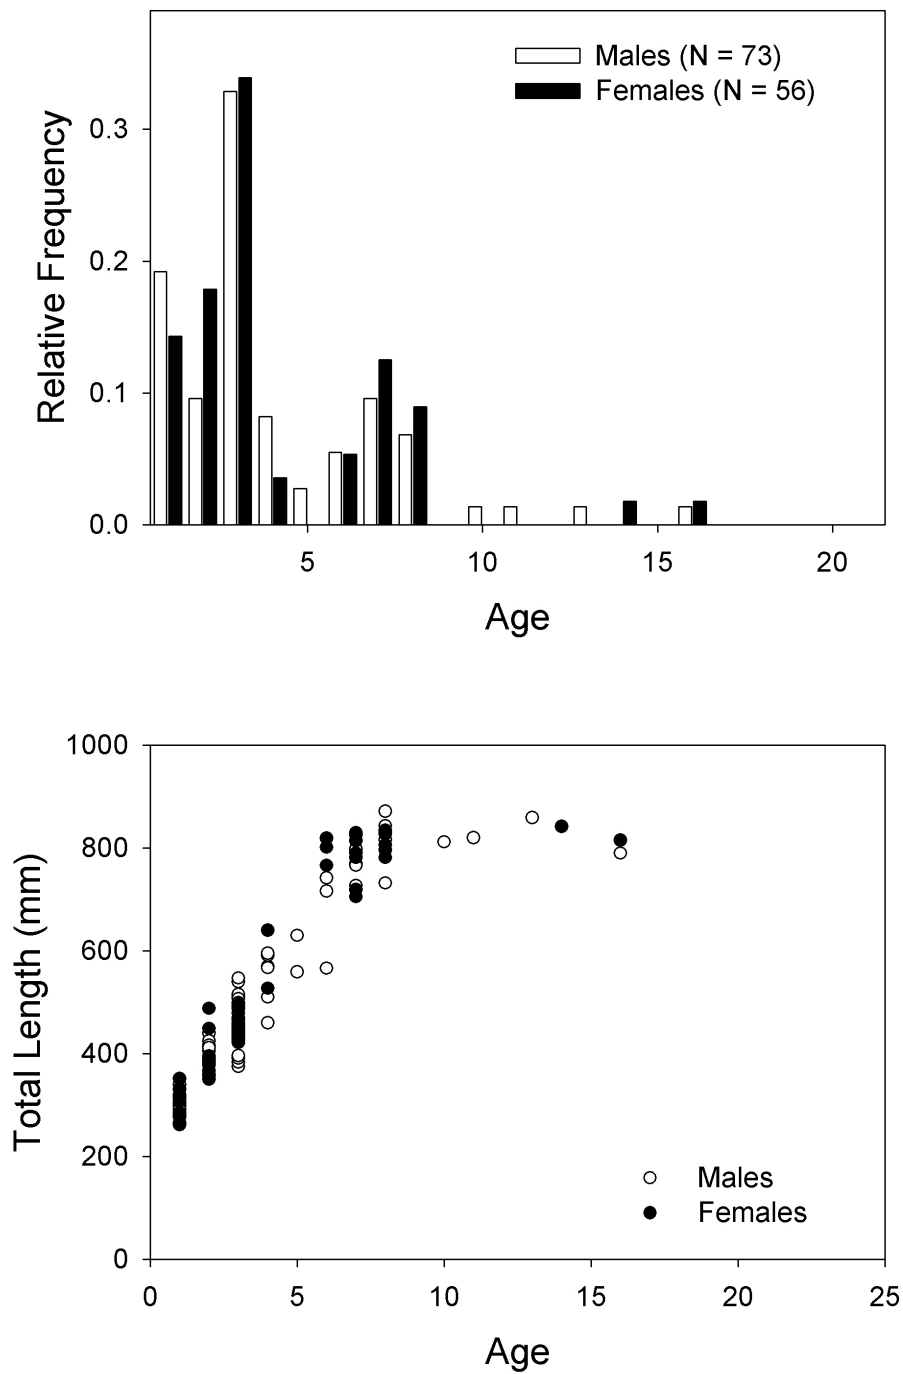 Males (N = 73)
Females (N = 56)
0.3
0.2
0.1
0.0
Relative Frequency
5 10 15 20
Age
1000
800
600
400
200
0
Total Length (mm)
Males
Females
0 5 10 15 20 25
Age